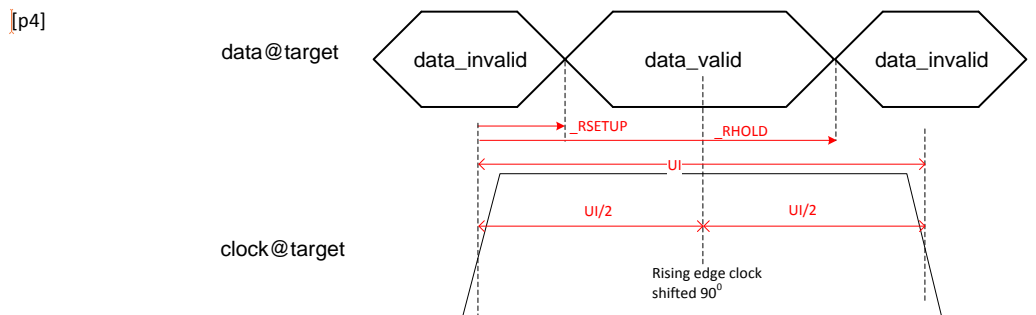 [p4]
data@target
data_invalid
data_valid
data_invalid
_RSETUP
_RHOLD
UI
UI/2
UI/2
clock@target
Rising edge clock
shifted 90⁰